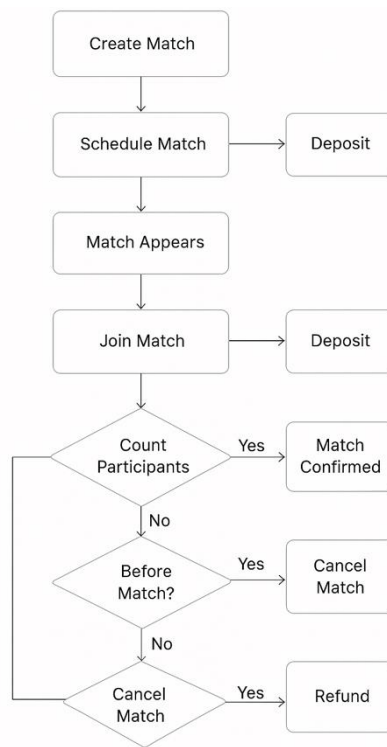 Create Match
Schedule Match
Deposit
Match Appears
Join Match
Deposit
Count
Participants
Yes
Match
Confirmed
No
Before
Match?
Yes
Cancel
Match
No
Cancel
Match
Yes
Refund